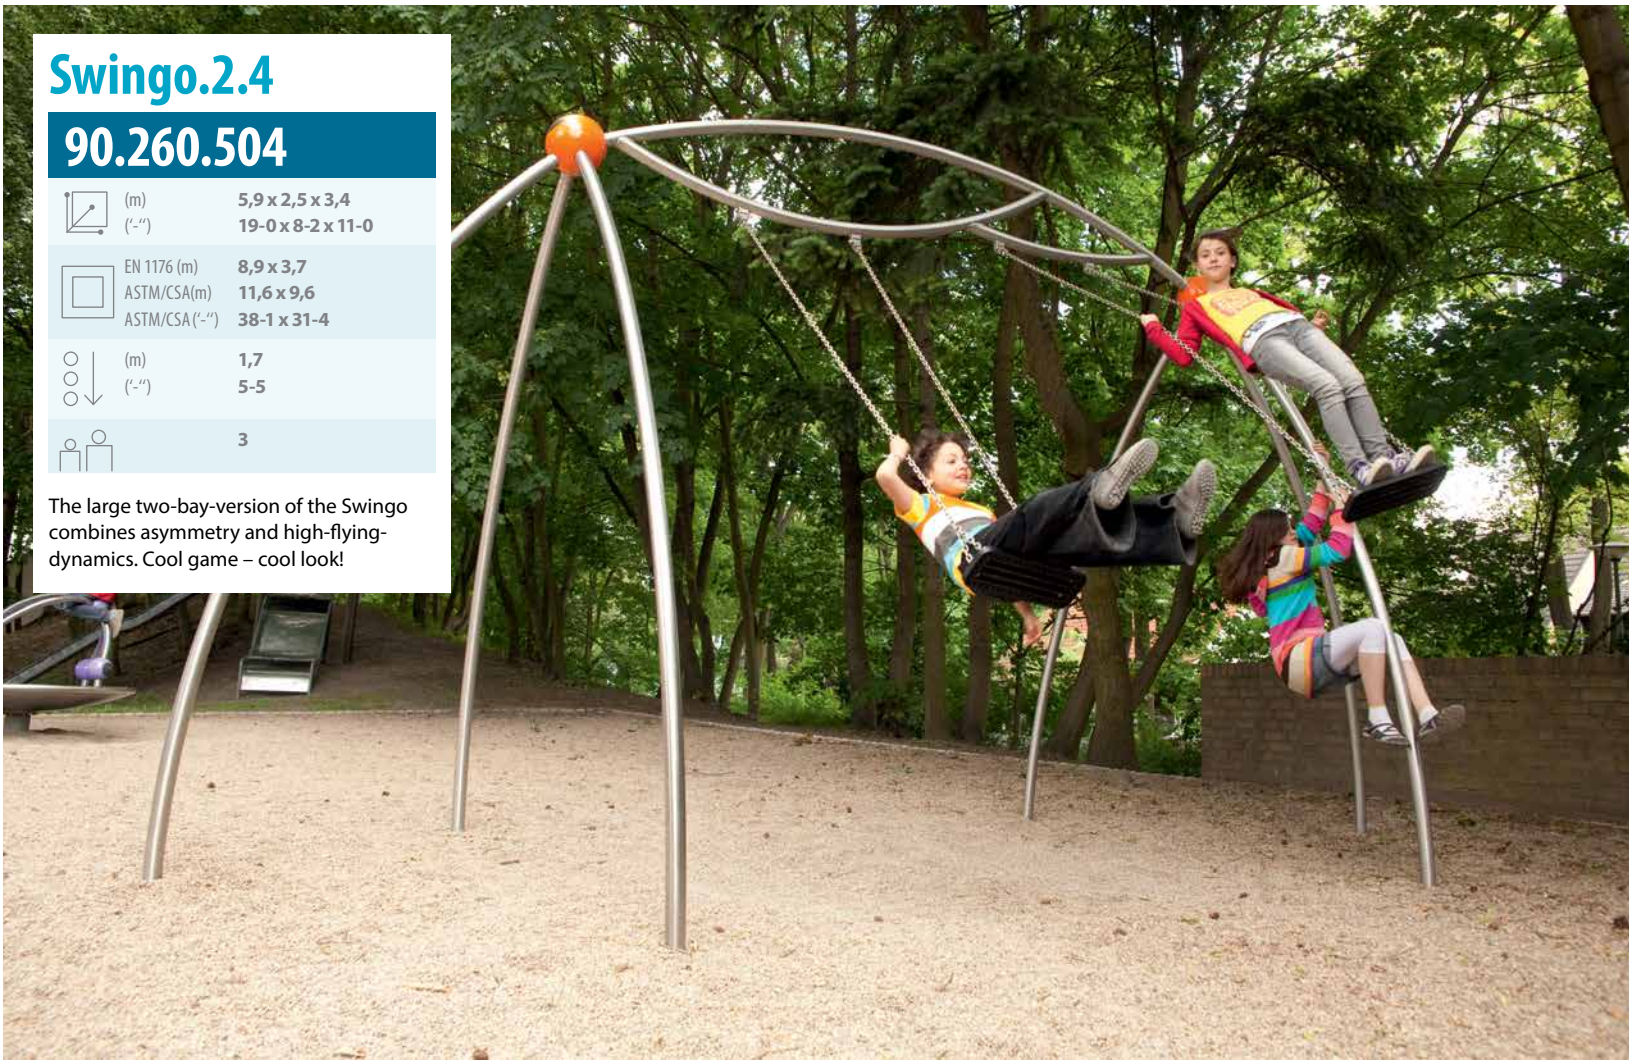 Swingo.2.4
90.260.504
(m) 5,9 x 2,5 x 3,4
(‘-“) 19-0 x 8-2 x 11-0
EN 1176 (m) 8,9 x 3,7
ASTM/CSA(m) 11,6 x 9,6
ASTM/CSA (‘-“) 38-1 x 31-4
(m) 1,7
(‘-“) 5-5
3
The large two-bay-version of the Swingo
combines asymmetry and high-flying-
dynamics. Cool game – cool look!